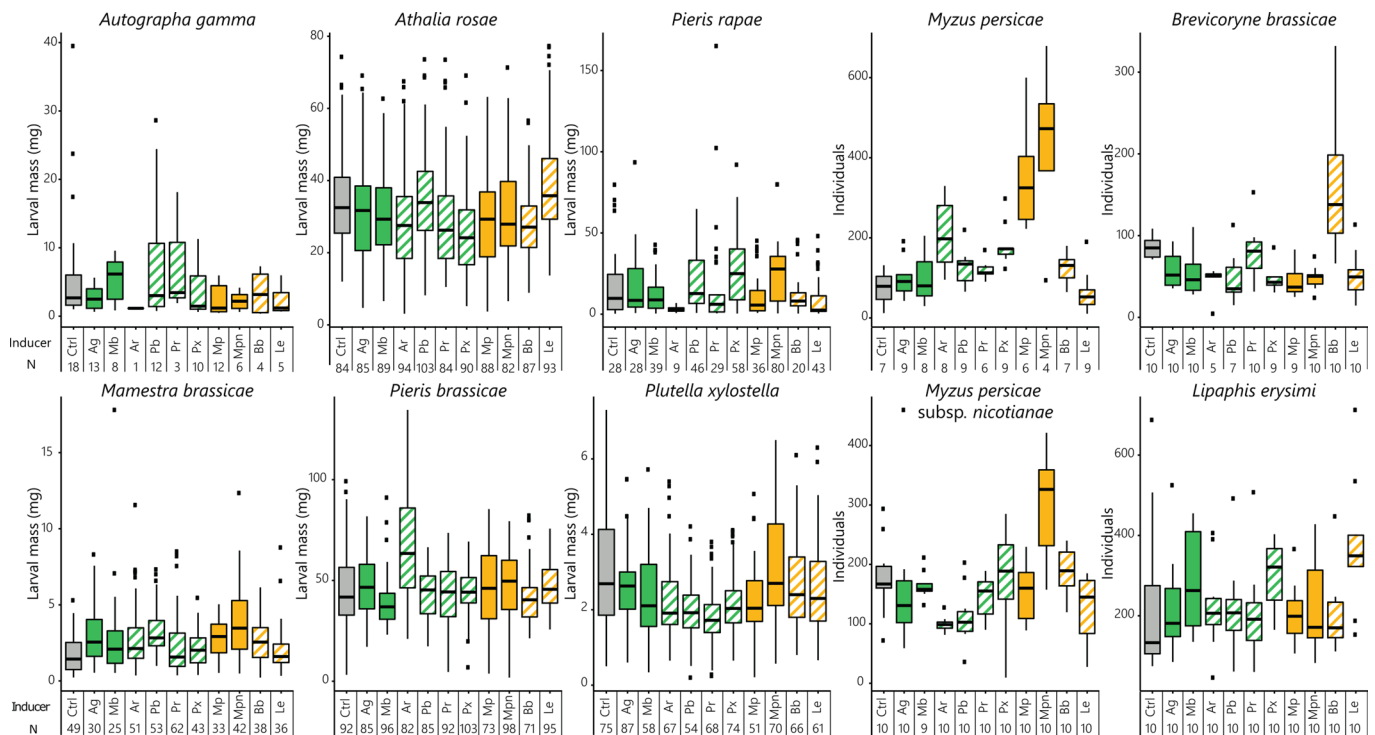 Autographa gamma
Athalia rosae
Pieris rapae
Myzus persicae
Brevicoryne brassicae
Larval mass (mg)
40
30
20
10
0
Larval mass (mg)
80
60
40
20
0
Larval mass (mg)
150
100
50
0
Individuals
600
400
200
0
Individuals
300
200
100
0
Inducer
Ctrl Ag Mb Ar Pb Pr Px Mp Mpn Bb Le
Ctrl Ag Mb Ar Pb Pr Px Mp Mpn Bb Le
Ctrl Ag Mb Ar Pb Pr Px Mp Mpn Bb Le
Ctrl Ag Mb Ar Pb Pr Px Mp Mpn Bb Le
Ctrl Ag Mb Ar Pb Pr Px Mp Mpn Bb Le
N
18 13 8 1 12 3 10 12 6 4 5
84 85 89 94 103 84 90 88 82 87 93
28 28 39 9 46 29 58 36 80 20 43
7 9 8 8 9 6 9 6 4 7 9
10 10 10 5 7 10 9 10 10 10 10
Mamestra brassicae
Pieris brassicae
Plutella xylostella
Myzus persicae
subsp. nicotianae
Lipaphis erysimi
Larval mass (mg)
15
10
5
0
Larval mass (mg)
100
50
0
Larval mass (mg)
6
4
2
0
Individuals
400
300
200
100
0
Individuals
600
400
200
Inducer
Ctrl Ag Mb Ar Pb Pr Px Mp Mpn Bb Le
Ctrl Ag Mb Ar Pb Pr Px Mp Mpn Bb Le
Ctrl Ag Mb Ar Pb Pr Px Mp Mpn Bb Le
Ctrl Ag Mb Ar Pb Pr Px Mp Mpn Bb Le
Ctrl Ag Mb Ar Pb Pr Px Mp Mpn Bb Le
N
49 30 25 51 53 62 43 33 42 38 36
92 85 96 82 85 92 103 73 98 71 95
75 87 58 67 54 68 74 51 70 66 61
10 10 9 10 10 10 10 10 10 10 10
10 10 10 10 10 10 10 10 10 10 10